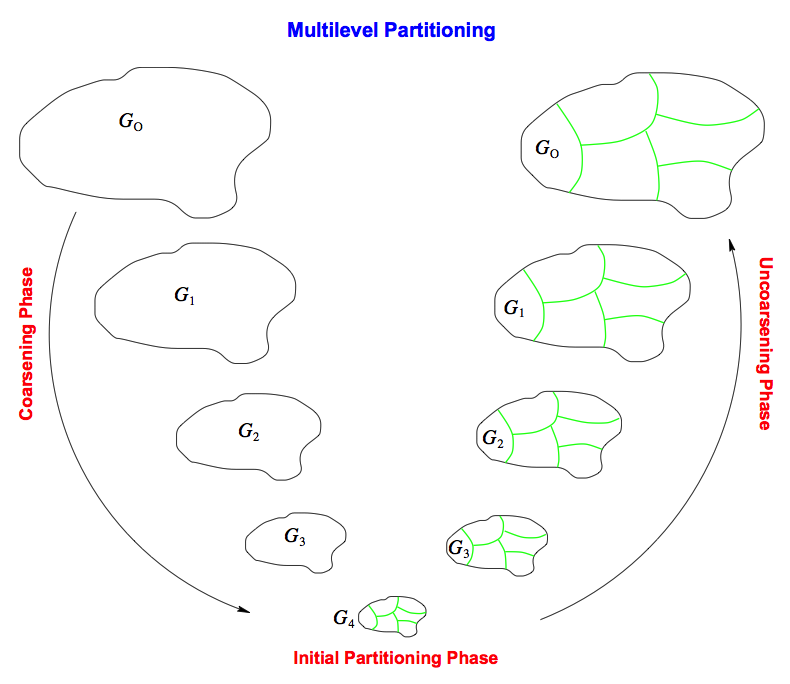 Multilevel Partitioning
G₀
G₀
G₁
G₁
G₂
G₂
G₃
G₃
G₄
Coarsening Phase
Uncoarsening Phase
Initial Partitioning Phase